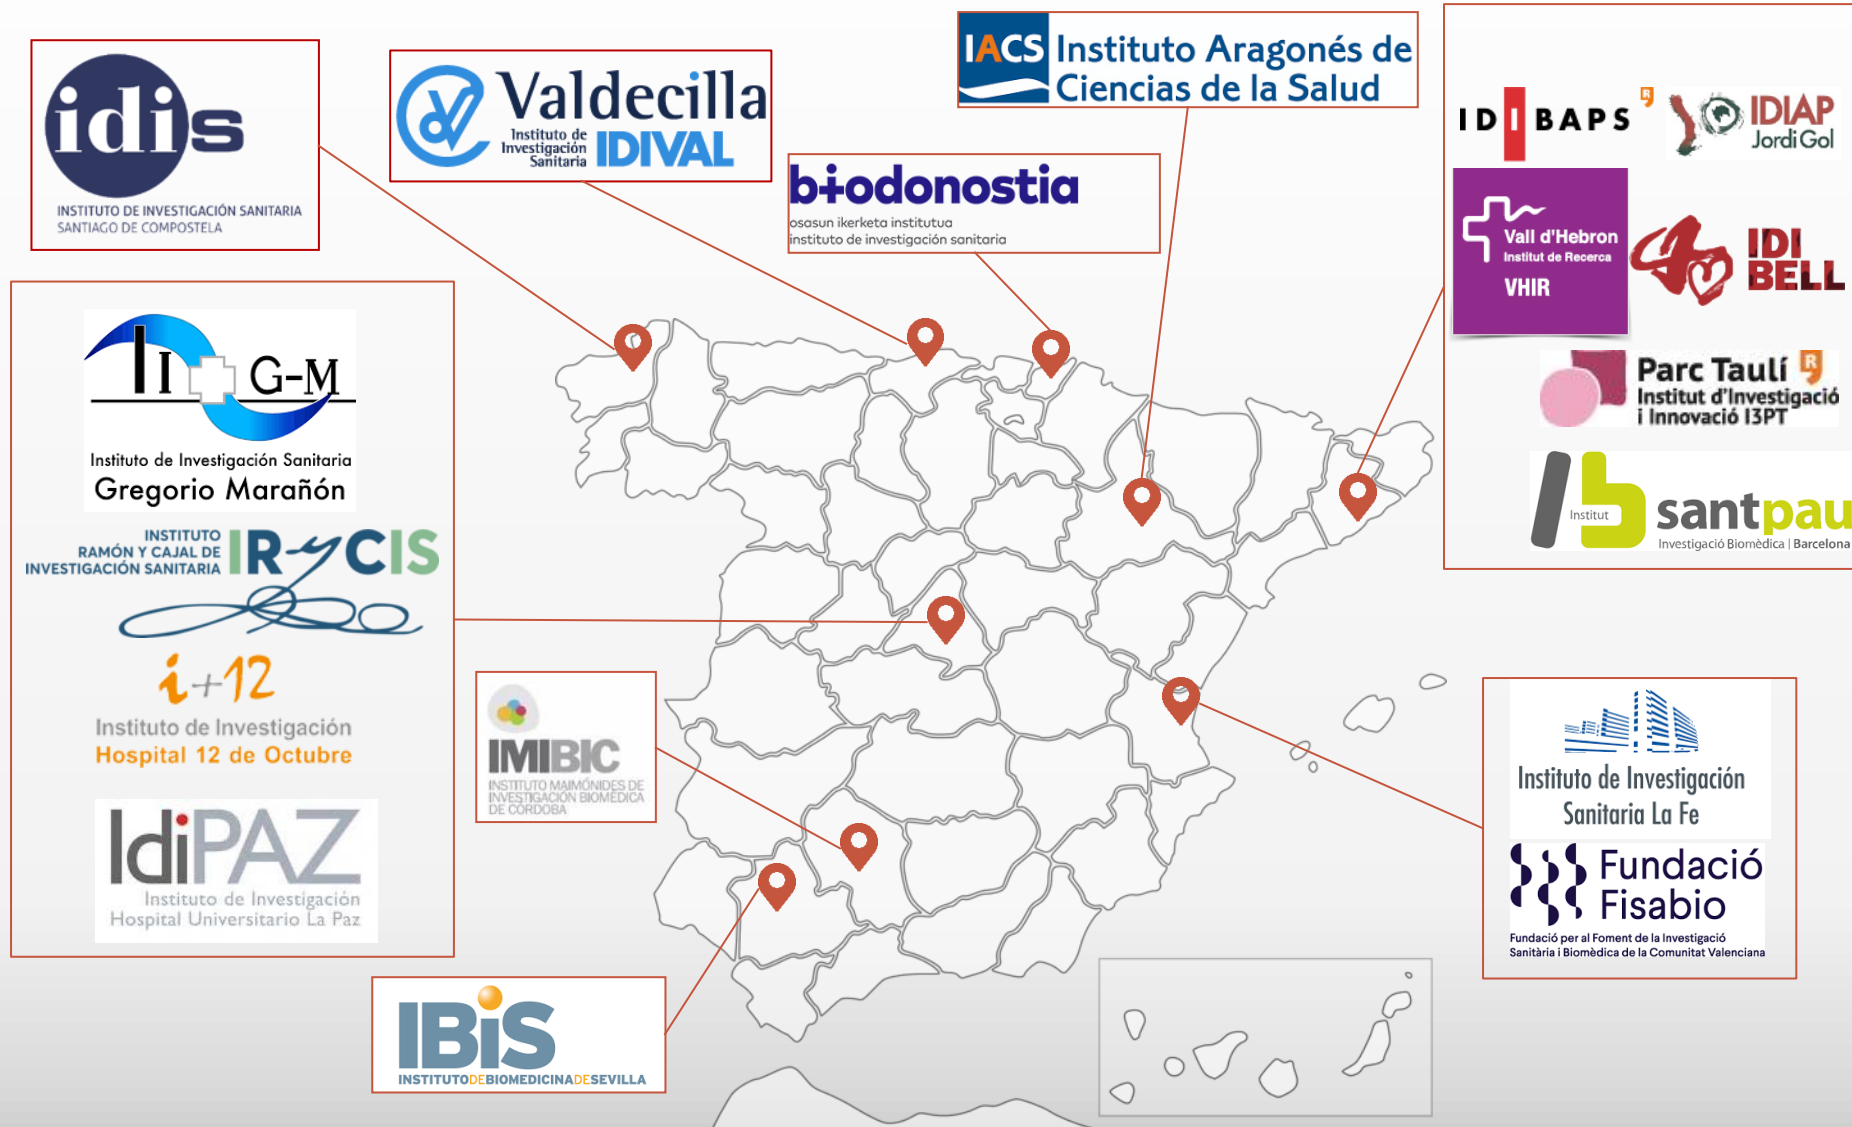 idis
INSTITUTO DE INVESTIGACIÓN SANITARIA
SANTIAGO DE COMPOSTELA
Valdecilla
Instituto de
Investigación
Sanitaria
IDIVAL
biodonostia
osasun ikerketa institutua
instituto de investigación sanitaria
IACS Instituto Aragonés de
Ciencias de la Salud
IDIBAPS R
IDIAP
Jordi Gol
Vall d'Hebron
Institut de Recerca
VHIR
IDI
BELL
Parc Taulí R
Institut d'Investigació
i Innovació I3PT
Institut
santpau
Investigació Biomèdica | Barcelona
II G-M
Instituto de Investigación Sanitaria
Gregorio Marañón
INSTITUTO
RAMÓN Y CAJAL DE
INVESTIGACIÓN SANITARIA
IRyCIS
i+12
Instituto de Investigación
Hospital 12 de Octubre
IdiPAZ
Instituto de Investigación
Hospital Universitario La Paz
IMIBIC
INSTITUTO MAIMÓNIDES DE
INVESTIGACIÓN BIOMÉDICA
DE CÓRDOBA
IBiS
INSTITUTODEBIOMEDICINADESEVILLA
Instituto de Investigación
Sanitaria La Fe
Fundació
Fisabio
Fundació per al Foment de la Investigació
Sanitària i Biomèdica de la Comunitat Valenciana